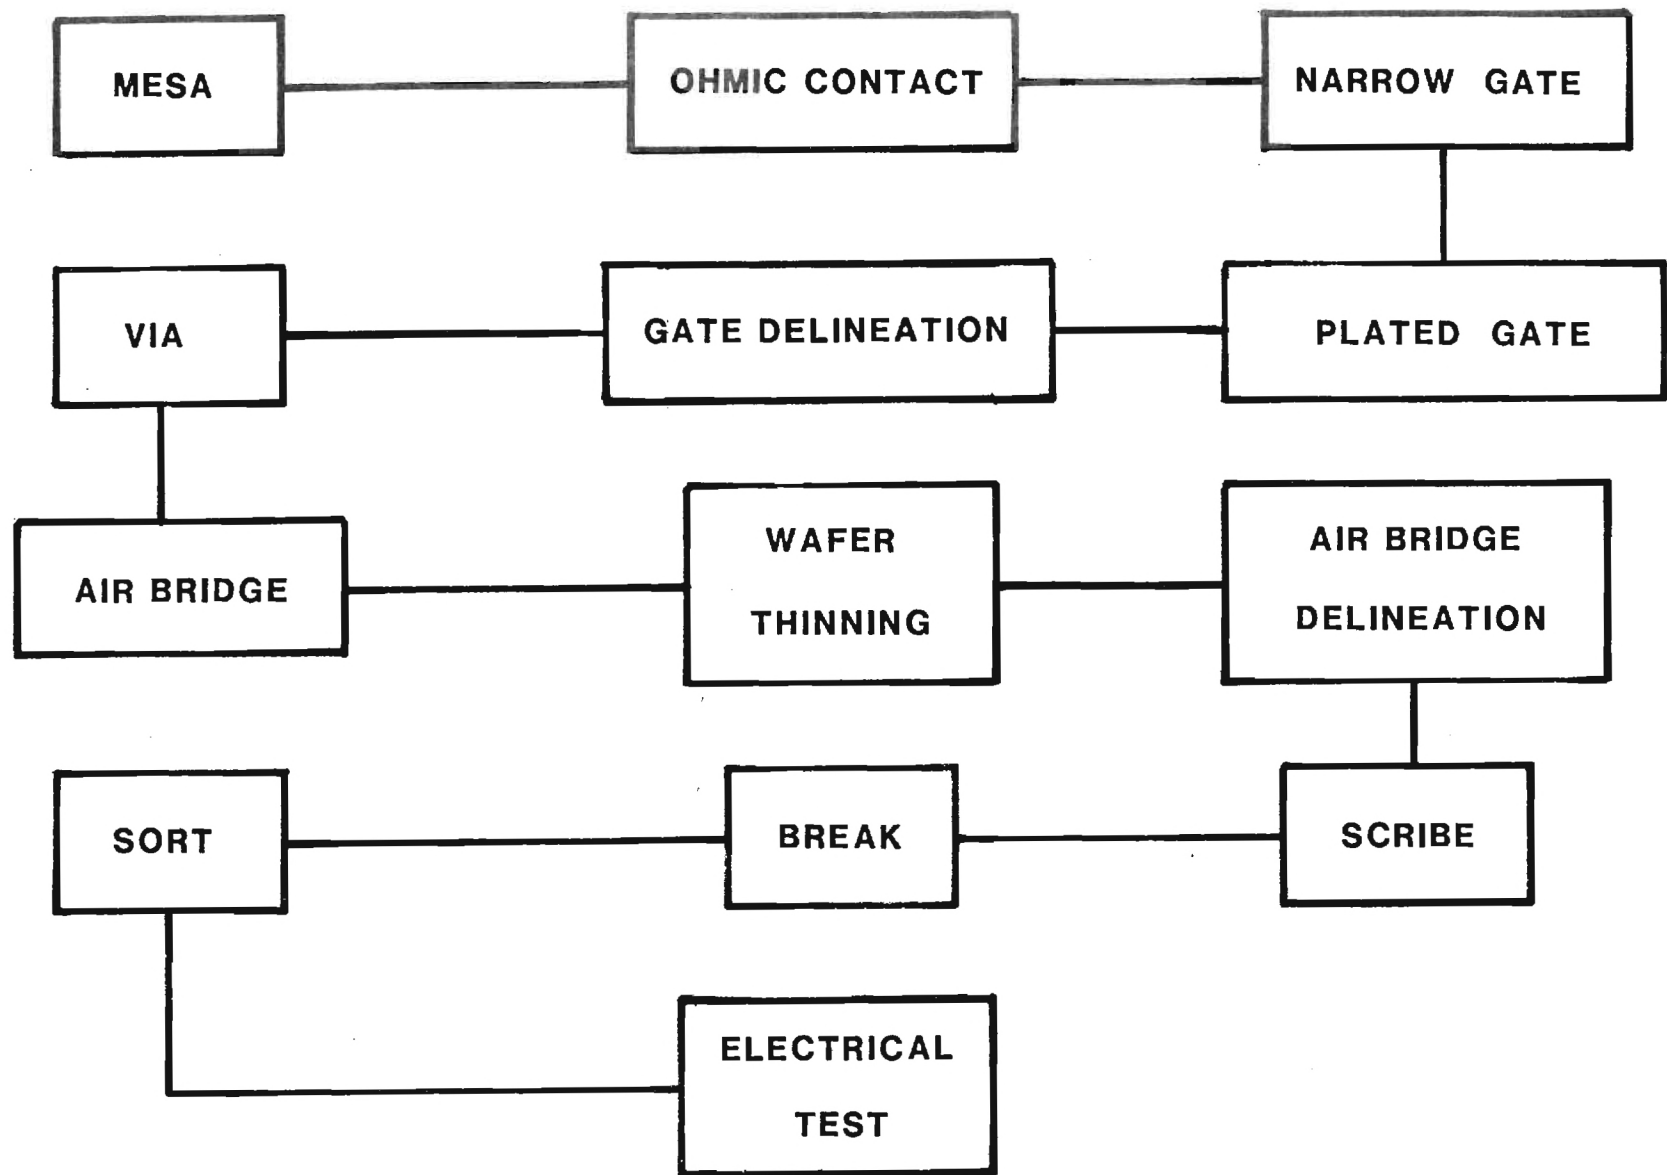 MESA
OHMIC CONTACT
NARROW GATE
VIA
GATE DELINEATION
PLATED GATE
AIR BRIDGE
WAFER
THINNING
AIR BRIDGE
DELINEATION
SORT
BREAK
SCRIBE
ELECTRICAL
TEST